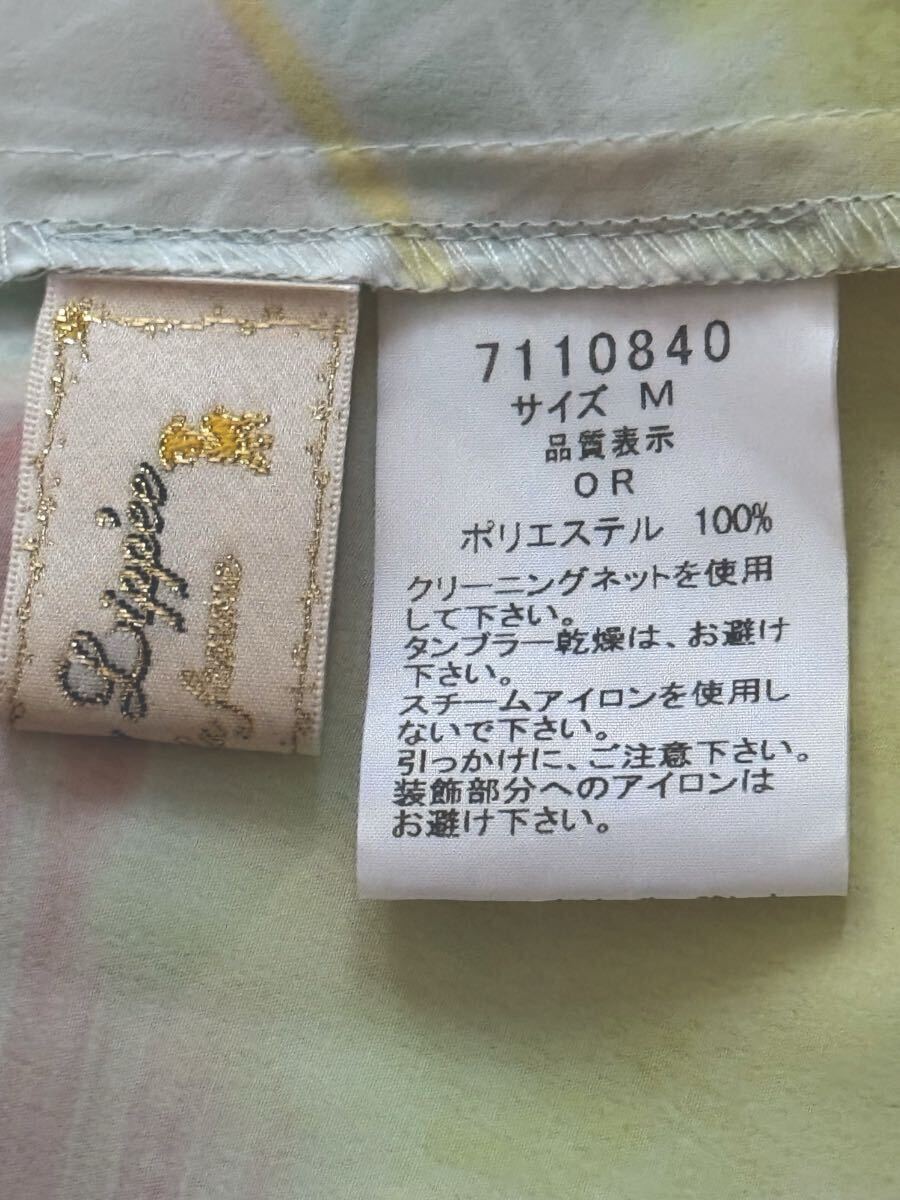 7110840
サイズ M
品質表示
OR
ポリエステル 100%
クリーニングネットを使用
して下さい。
タンブラー乾燥は、お避け
下さい。
スチームアイロンを使用し
ないで下さい。
引っかけに、ご注意下さい。
装飾部分へのアイロンは
お避け下さい。